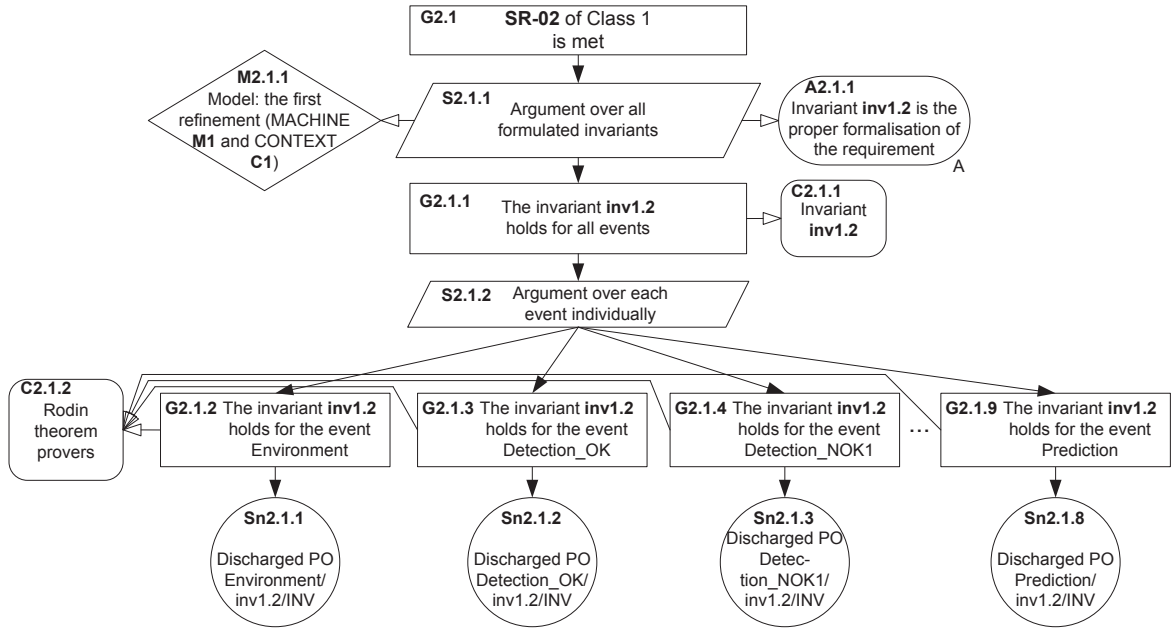 G2.1 SR-02 of Class 1
is met
M2.1.1
Model: the first
refinement (MACHINE
M1 and CONTEXT
C1)
S2.1.1 Argument over all
formulated invariants
A2.1.1
Invariant inv1.2 is the
proper formalisation of
the requirement
A
G2.1.1 The invariant inv1.2
holds for all events
C2.1.1
Invariant
inv1.2
S2.1.2 Argument over each
event individually
C2.1.2
Rodin
theorem
provers
G2.1.2 The invariant inv1.2
holds for the event
Environment
G2.1.3 The invariant inv1.2
holds for the event
Detection_OK
G2.1.4 The invariant inv1.2
holds for the event
Detection_NOK1
...
G2.1.9 The invariant inv1.2
holds for the event
Prediction
Sn2.1.1
Discharged PO
Environment/
inv1.2/INV
Sn2.1.2
Discharged PO
Detection_OK/
inv1.2/INV
Sn2.1.3
Discharged PO
Detec-
tion_NOK1/
inv1.2/INV
Sn2.1.8
Discharged PO
Prediction/
inv1.2/INV